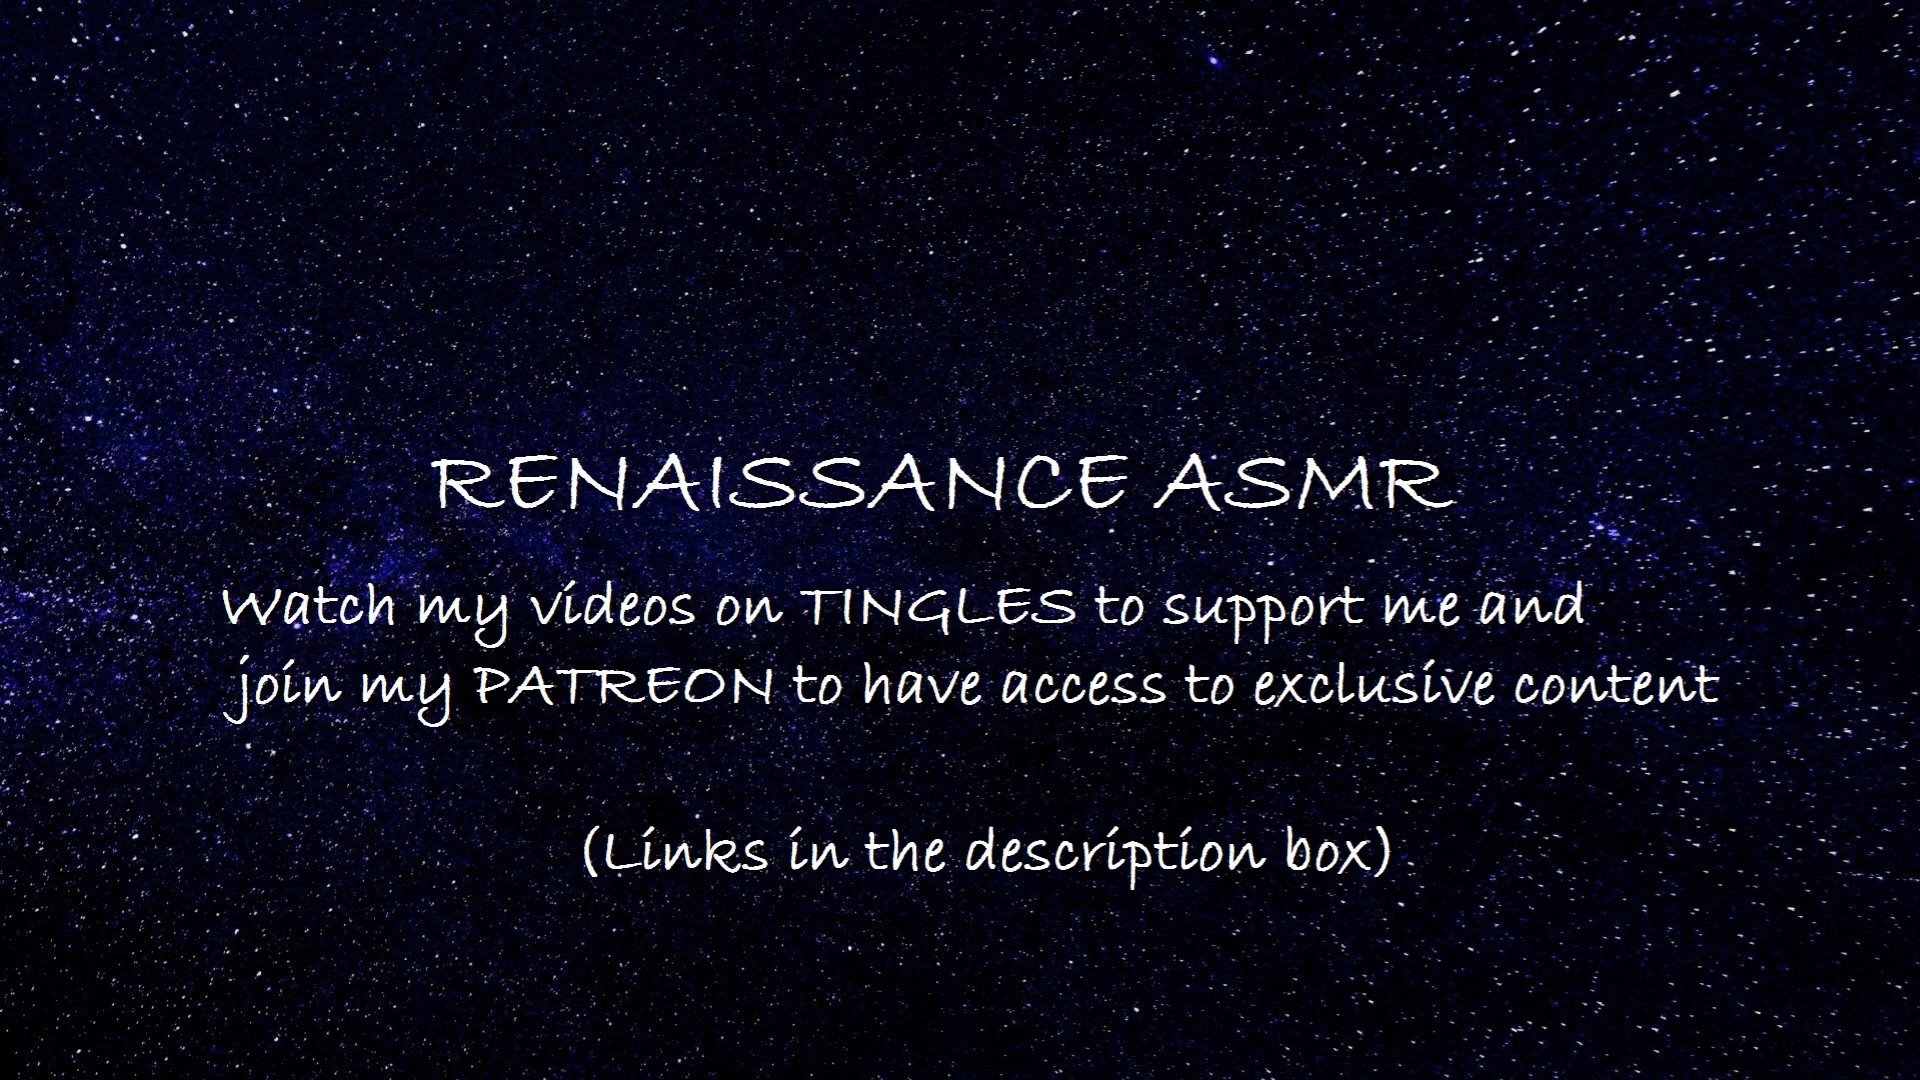 RENAISSANCE ASMR
Watch my videos on TINGLES to support me and
join my PATREON to have access to exclusive content
(Links in the description box)